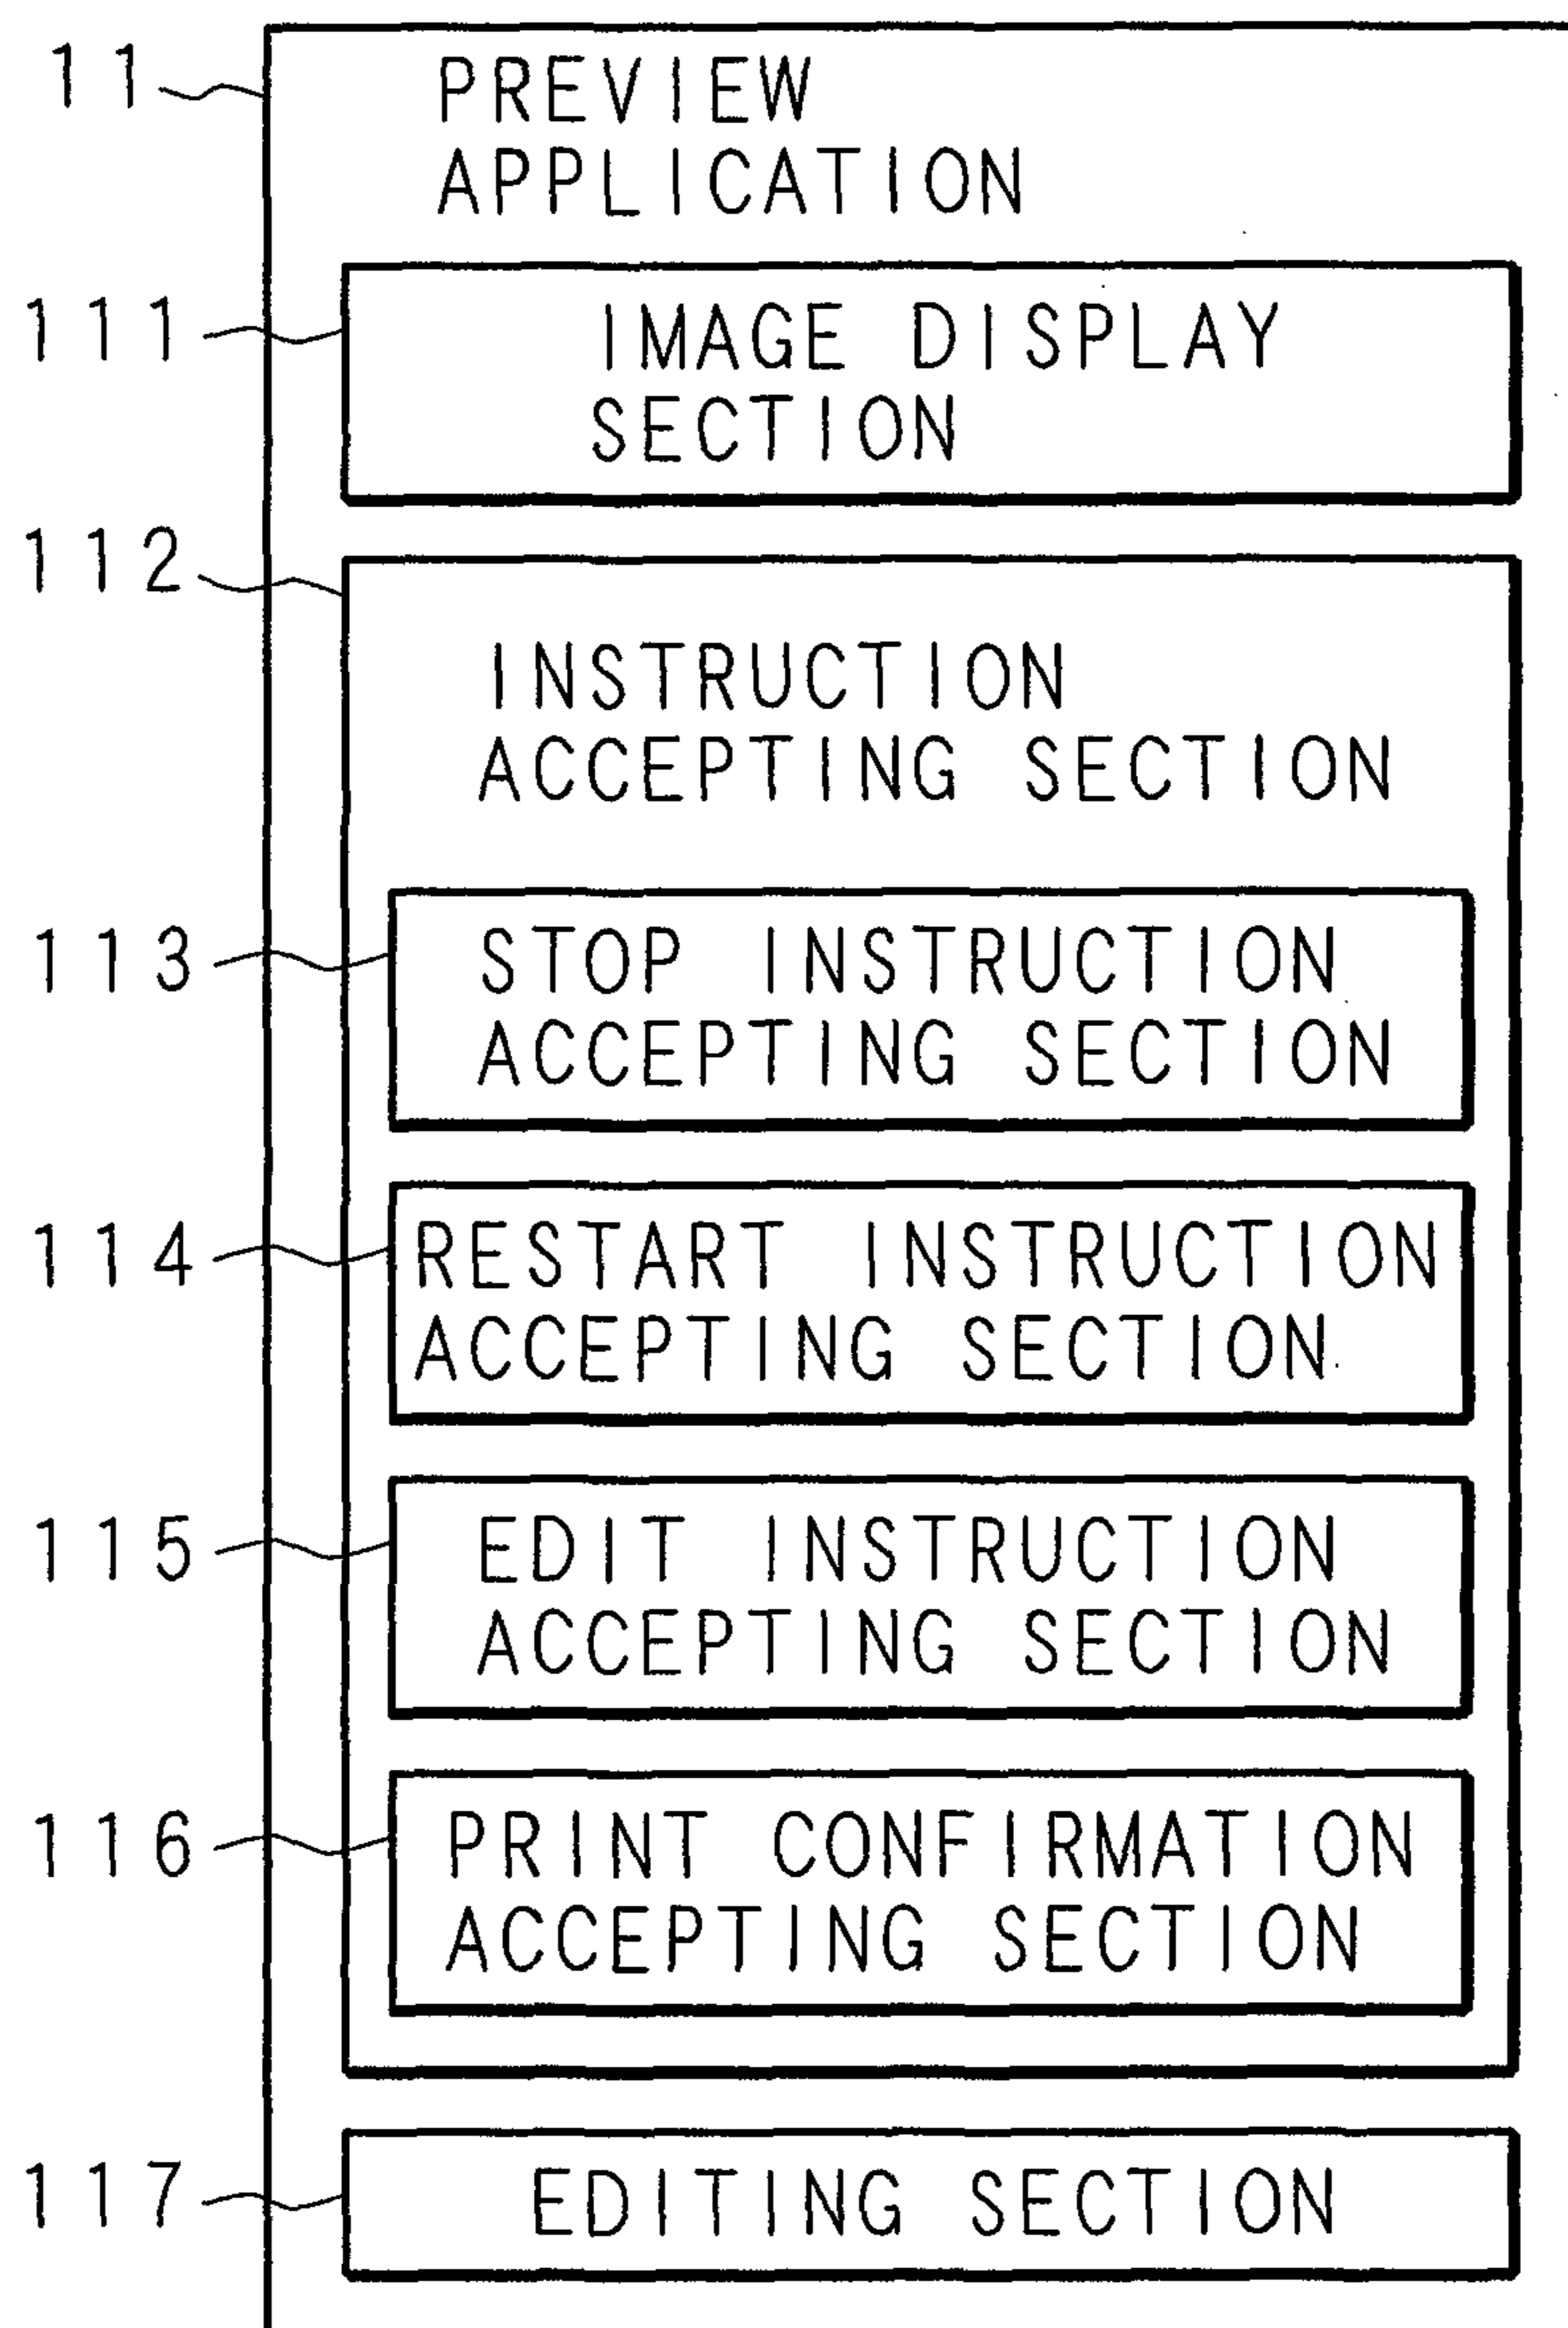 11 PREVIEW
APPLICATION
111 IMAGE DISPLAY
SECTION
112
INSTRUCTION
ACCEPTING SECTION
113 STOP INSTRUCTION
ACCEPTING SECTION
114 RESTART INSTRUCTION
ACCEPTING SECTION
115 EDIT INSTRUCTION
ACCEPTING SECTION
116 PRINT CONFIRMATION
ACCEPTING SECTION
117 EDITING SECTION